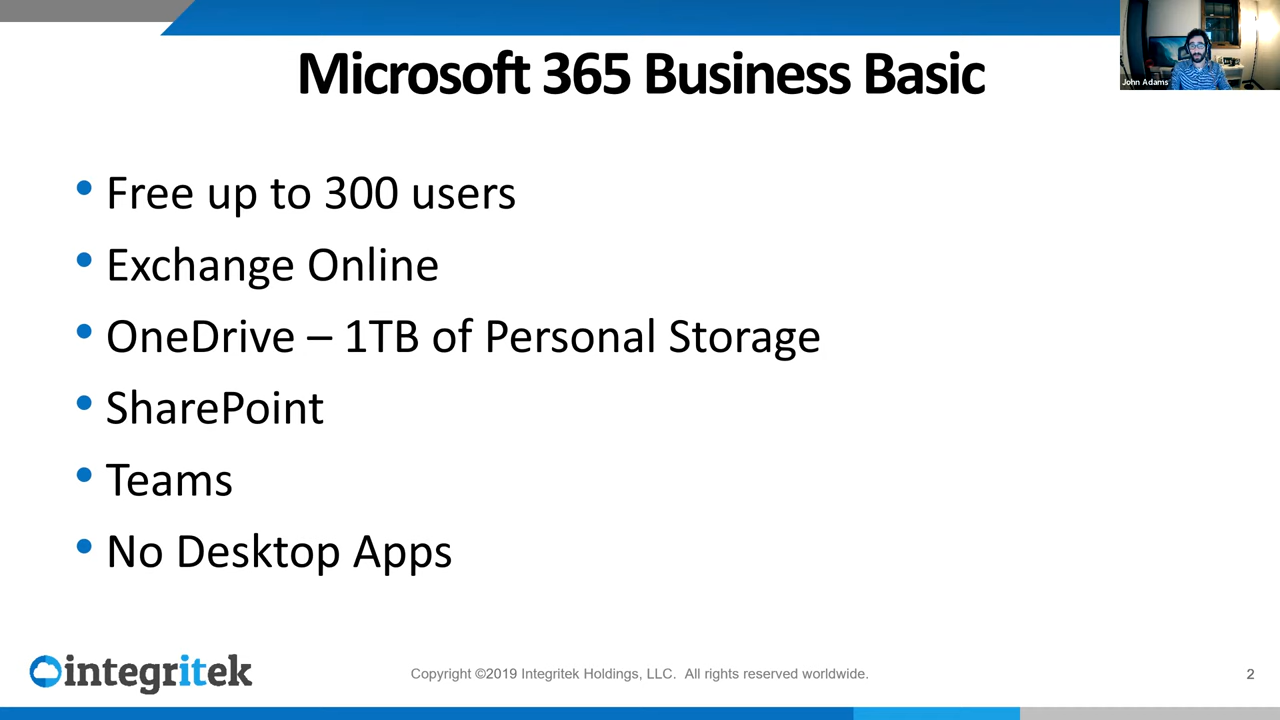 Microsoft 365 Business Basic
John Adams
• Free up to 300 users
• Exchange Online
• OneDrive – 1TB of Personal Storage
• SharePoint
• Teams
• No Desktop Apps
integritek
Copyright ©2019 Integritek Holdings, LLC. All rights reserved worldwide.
2